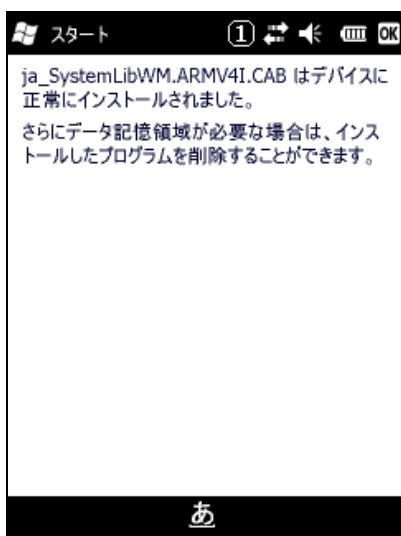 スタート 1 OK
ja_SystemLibWM.ARMV4I.CAB はデバイスに
正常にインストールされました。
さらにデータ記憶領域が必要な場合は、インス
トールしたプログラムを削除することができます。
あ